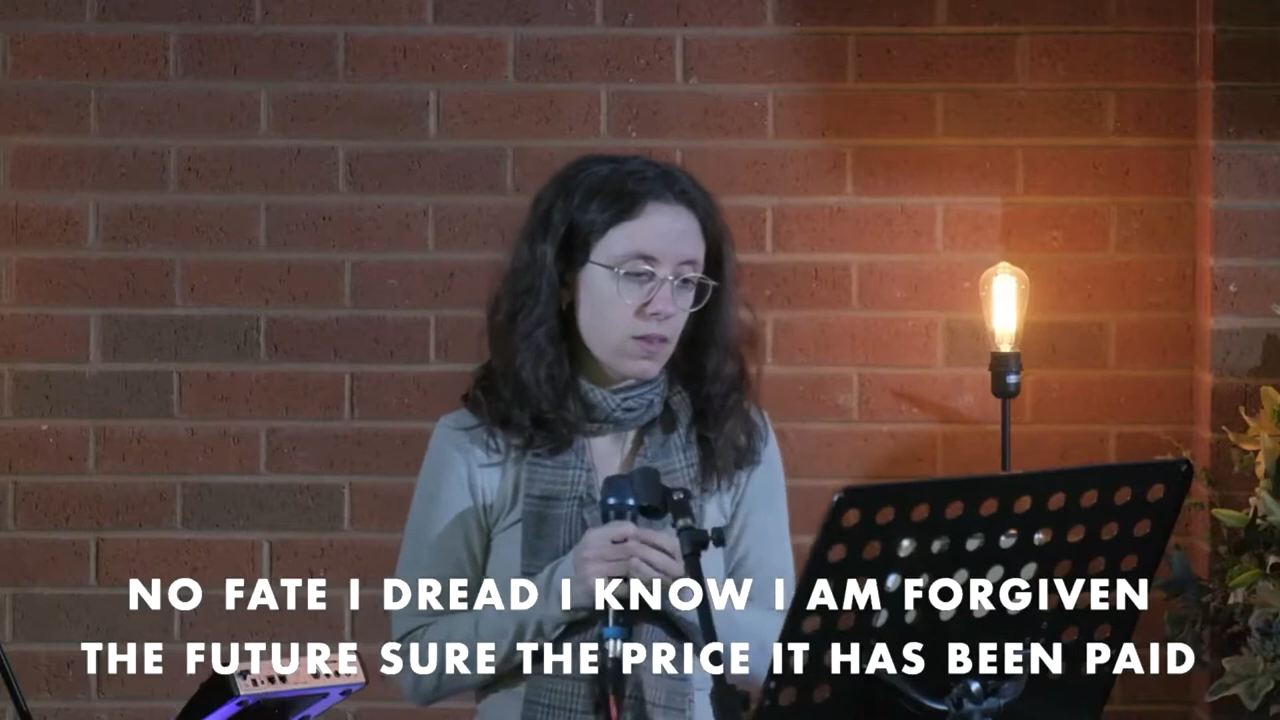 NO FATE I DREAD I KNOW I AM FORGIVEN
THE FUTURE SURE THE PRICE IT HAS BEEN PAID